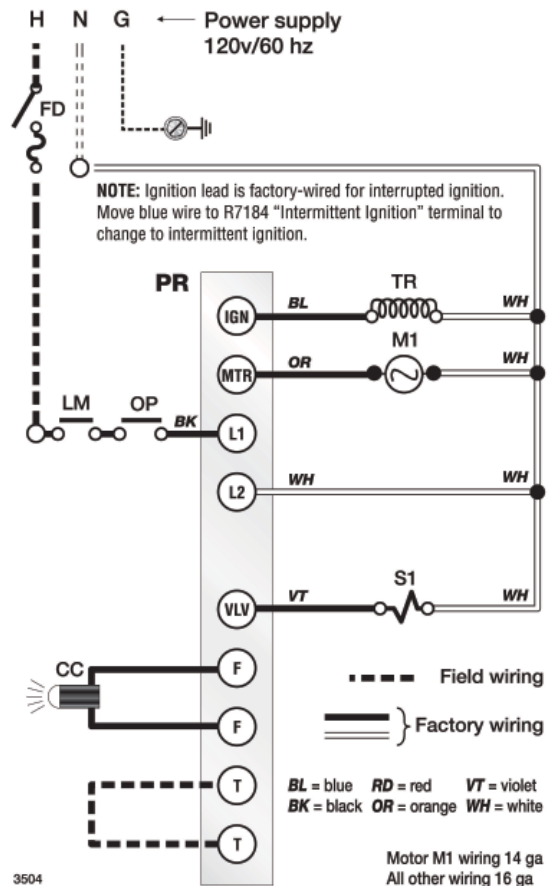 H N G Power supply
120v/60 hz
FD
NOTE: Ignition lead is factory-wired for interrupted ignition.
Move blue wire to R7184 “Intermittent Ignition” terminal to
change to intermittent ignition.
PR
TR
IGN BL WH
M1
MTR OR WH
LM OP
BK L1
L2 WH WH
S1
VLV VT WH
CC
F
F
Field wiring
Factory wiring
T
T
BL = blue RD = red VT = violet
BK = black OR = orange WH = white
Motor M1 wiring 14 ga
All other wiring 16 ga
3504